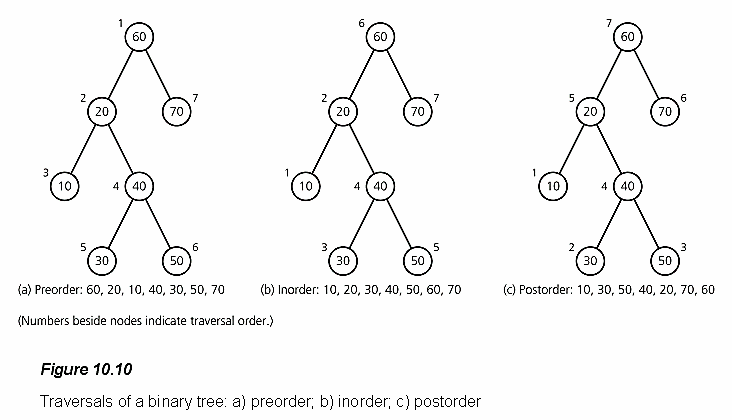 1 6 7
60 60 60
2 7 2 7 5 6
20 70 20 70 20 70
3 4 1 4 1 4
10 40 10 40 10 40
5 6 3 5 2 3
30 50 30 50 30 50
(a) Preorder: 60, 20, 10, 40, 30, 50, 70 (b) Inorder: 10, 20, 30, 40, 50, 60, 70 (c) Postorder: 10, 30, 50, 40, 20, 70, 60
(Numbers beside nodes indicate traversal order.)
Figure 10.10
Traversals of a binary tree: a) preorder; b) inorder; c) postorder